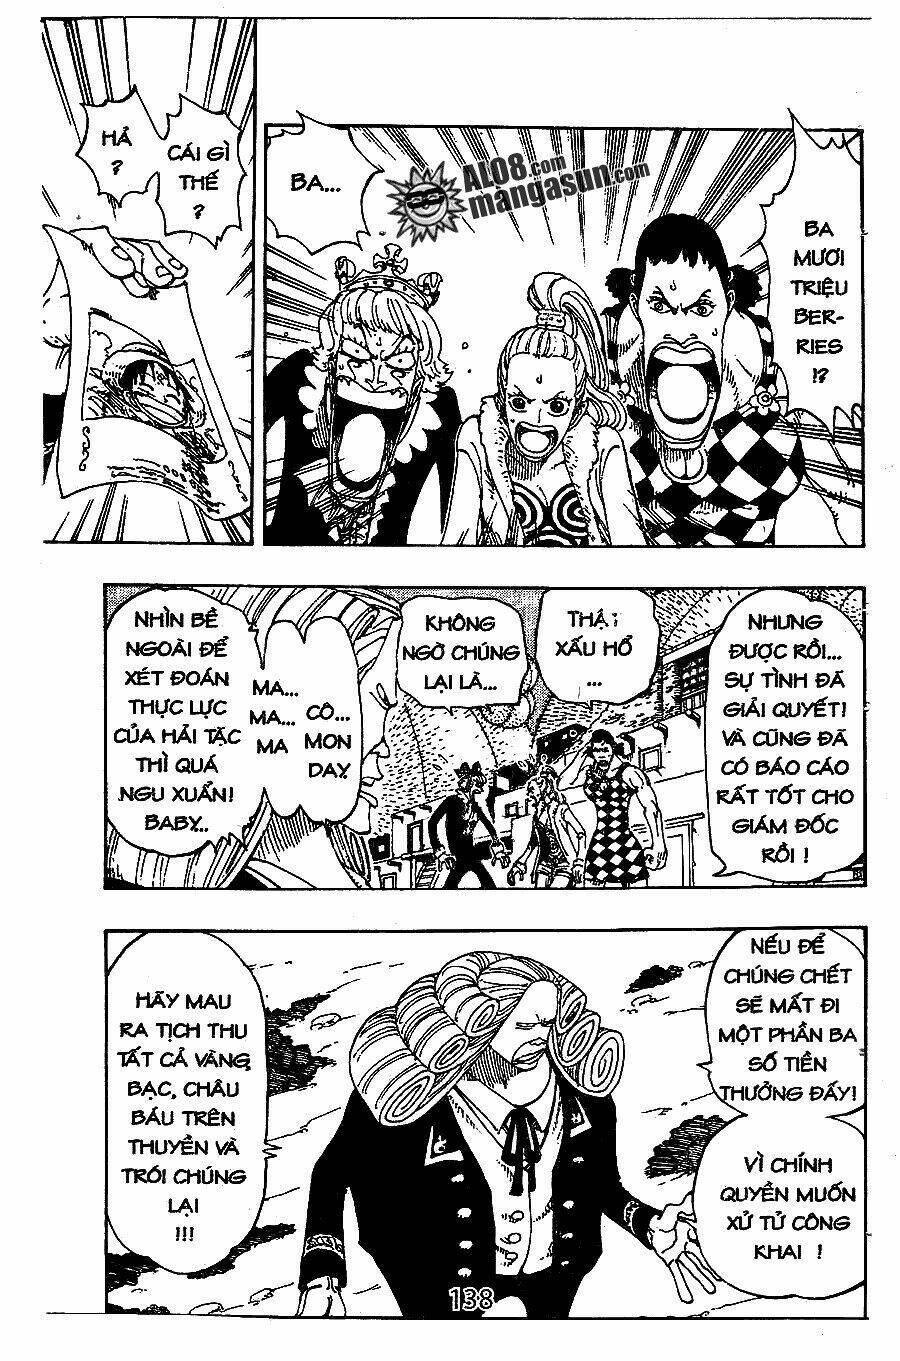 BA
MƯƠI
TRIỆU
BER-
RIES
!?
BA...
CÁI GÌ
THẾ
?
HẢ
?
AL08.com
mangasun.com
NHƯNG
ĐƯỢC RỒI...
SỰ TÌNH ĐÃ
GIẢI QUYẾT!
VÀ CŨNG ĐÃ
CÓ BÁO CÁO
RẤT TỐT CHO
GIÁM ĐỐC
RỒI !
XẤU HỔ
...
KHÔNG
NGỜ CHÚNG
LẠI LÀ...
CÔ...
MON
DAY.
MA...
MA...
MA
NHÌN BỀ
NGOÀI ĐỂ
XÉT ĐOÁN
THỰC LỰC
CỦA HẢI TẶC
THÌ QUÁ
NGU XUẨN!
BABY..
NẾU ĐỂ
CHÚNG CHẾT
SẼ MẤT ĐI
MỘT PHẦN BA
SỐ TIỀN
THƯỞNG ĐẤY!
VÌ CHÍNH
QUYỀN MUỐN
XỬ TỬ CÔNG
KHAI !
HÃY MAU
RA TỊCH THU
TẤT CẢ VÀNG,
BẠC, CHÂU
BÁU TRÊN
THUYỀN VÀ
TRÓI CHÚNG
LẠI
!!!
138